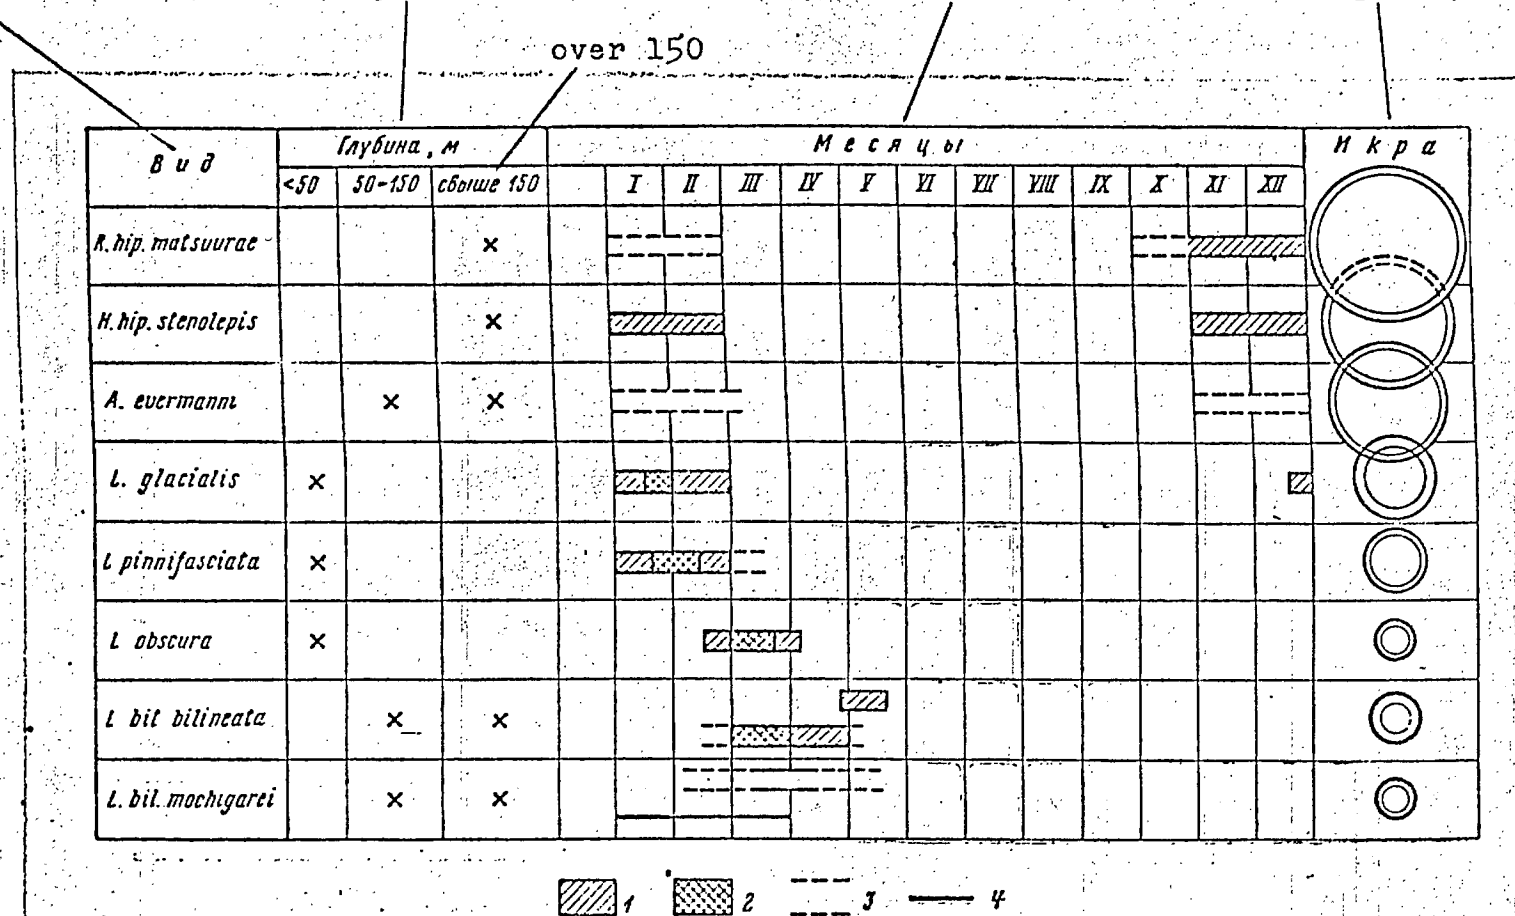 over 150
Вид Глубина, м Месяцы Икра
<50 50-150 свыше 150 I II III IV V VI VII VIII IX X XI XII
R. hip. matsuurae
H. hip. stenolepis
A. evermanni
L. glacialis
L pinnifasciata
L obscura
L bil bilineata
L. bil. mochigarei
1 2 3 4